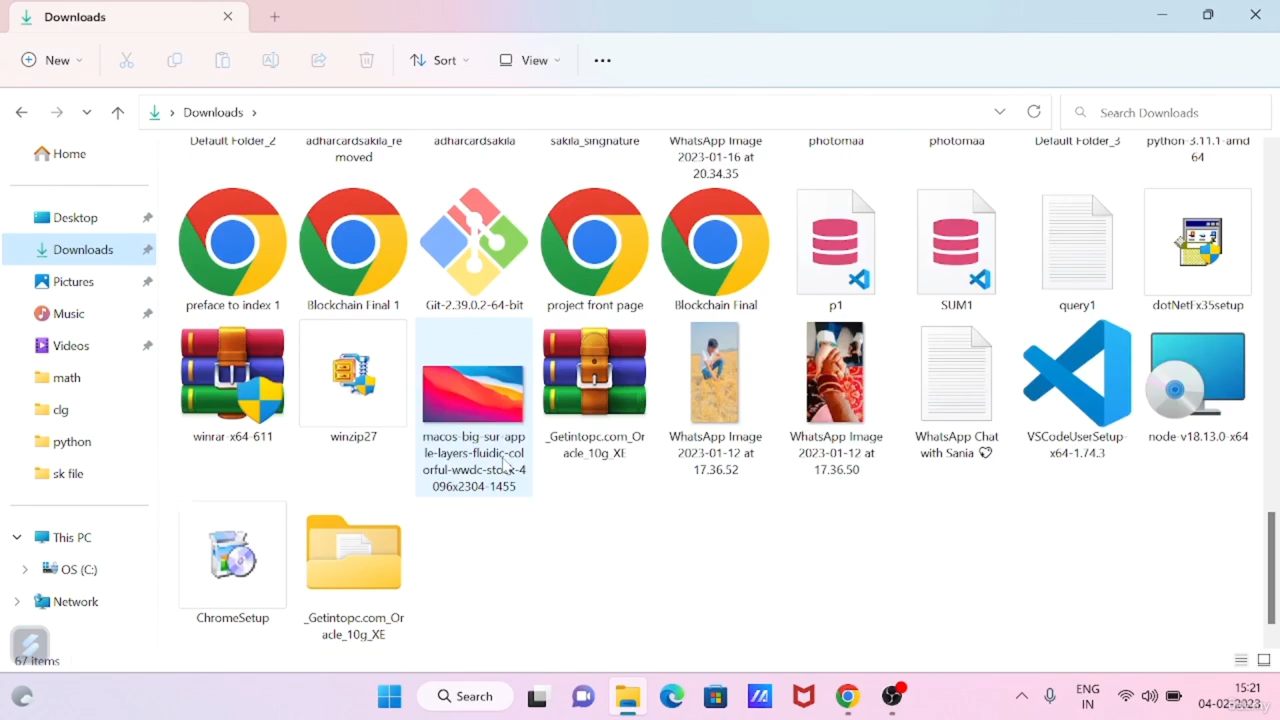 Downloads
New
Sort
View
Downloads
Search Downloads
Home
Desktop
Downloads
Pictures
Music
Videos
math
clg
python
sk file
This PC
OS (C:)
Network
67 items
Default Folder_2
adharcardsakila_re
moved
adharcardsakila
sakila_singnature
WhatsApp Image
2023-01-16 at
20.34.35
photomaa
photomaa
Default Folder_3
python-3.11.1-amd
64
preface to index 1
Blockchain Final 1
Git-2.39.0.2-64-bit
project front page
Blockchain Final
p1
SUM1
query1
dotNetFx35setup
winrar-x64-611
winzip27
macos-big-sur-app
le-layers-fluidic-col
orful-wwdc-stock-4
096x2304-1455
_Getintopc.com_Or
acle_10g_XE
WhatsApp Image
2023-01-12 at
17.36.52
WhatsApp Image
2023-01-12 at
17.36.50
WhatsApp Chat
with Sania
VSCodeUserSetup-
x64-1.74.3
node-v18.13.0-x64
ChromeSetup
_Getintopc.com_Or
acle_10g_XE
Search
ENG
IN
15:21
04-02-2023